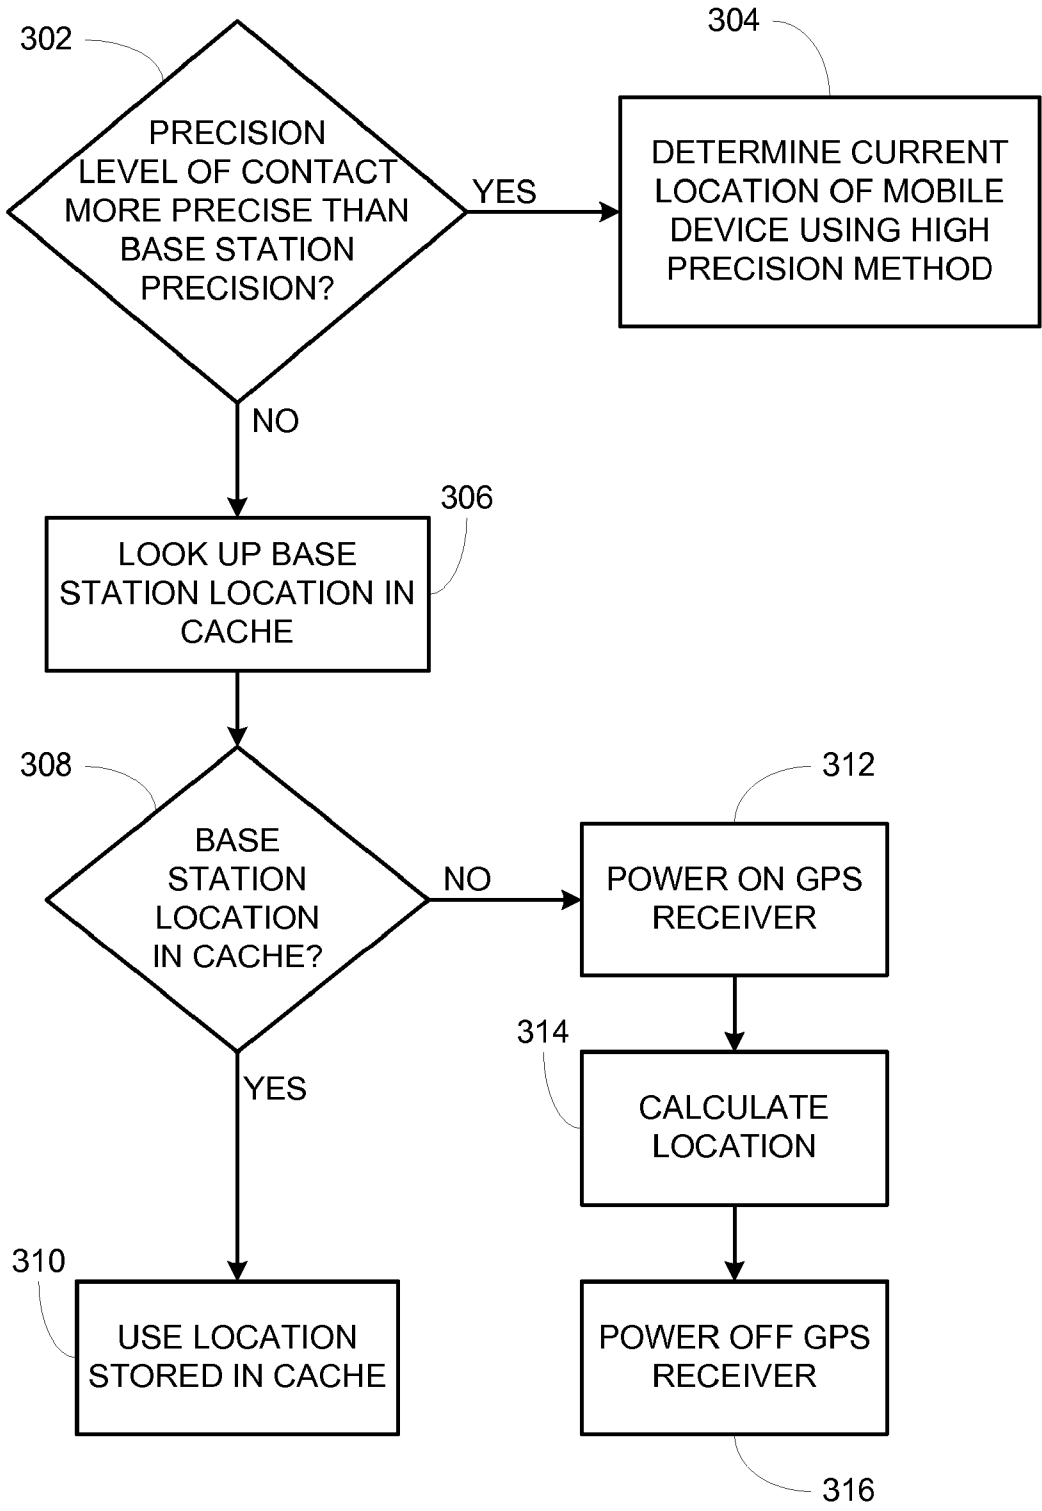 302
304
PRECISION
LEVEL OF CONTACT
MORE PRECISE THAN
BASE STATION
PRECISION?
YES
DETERMINE CURRENT
LOCATION OF MOBILE
DEVICE USING HIGH
PRECISION METHOD
NO
306
LOOK UP BASE
STATION LOCATION IN
CACHE
308
312
BASE
STATION
LOCATION
IN CACHE?
NO
POWER ON GPS
RECEIVER
314
YES
CALCULATE
LOCATION
310
USE LOCATION
STORED IN CACHE
POWER OFF GPS
RECEIVER
316